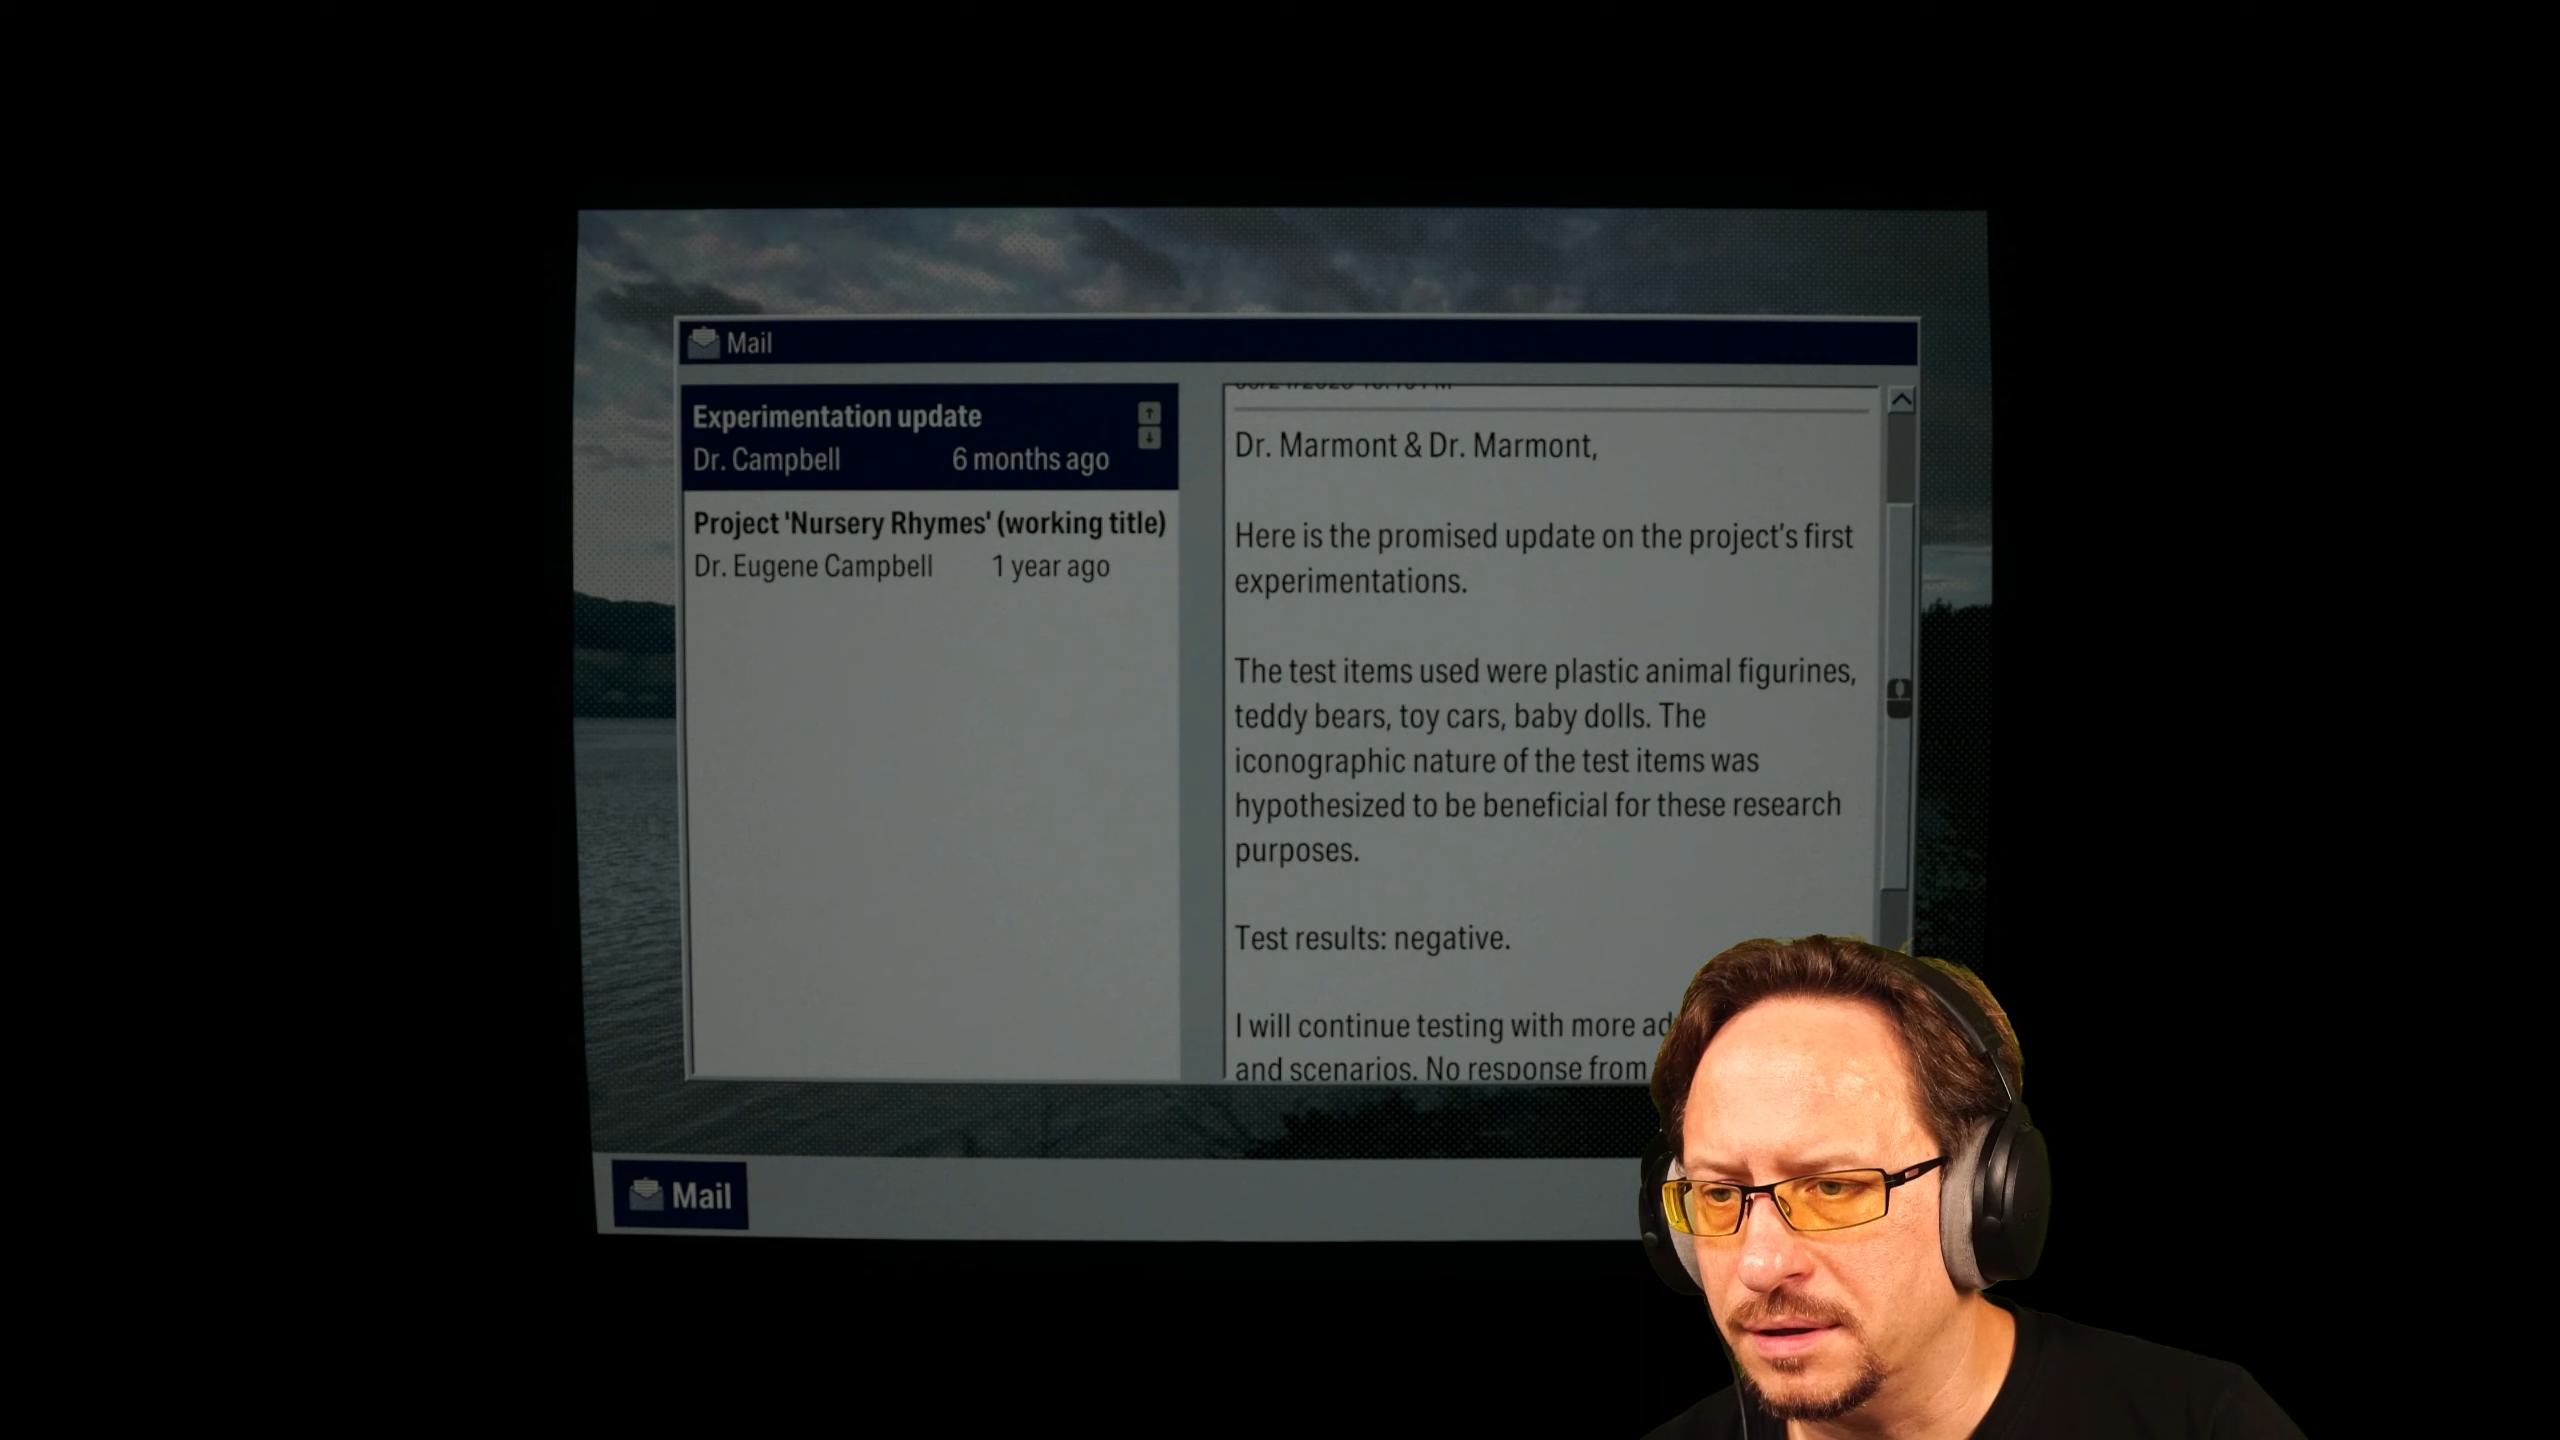 Mail
Experimentation update
Dr. Campbell 6 months ago
Project 'Nursery Rhymes' (working title)
Dr. Eugene Campbell 1 year ago
Dr. Marmont & Dr. Marmont,
Here is the promised update on the project's first
experimentations.
The test items used were plastic animal figurines,
teddy bears, toy cars, baby dolls. The
iconographic nature of the test items was
hypothesized to be beneficial for these research
purposes.
Test results: negative.
I will continue testing with more
and scenarios. No response from
Mail